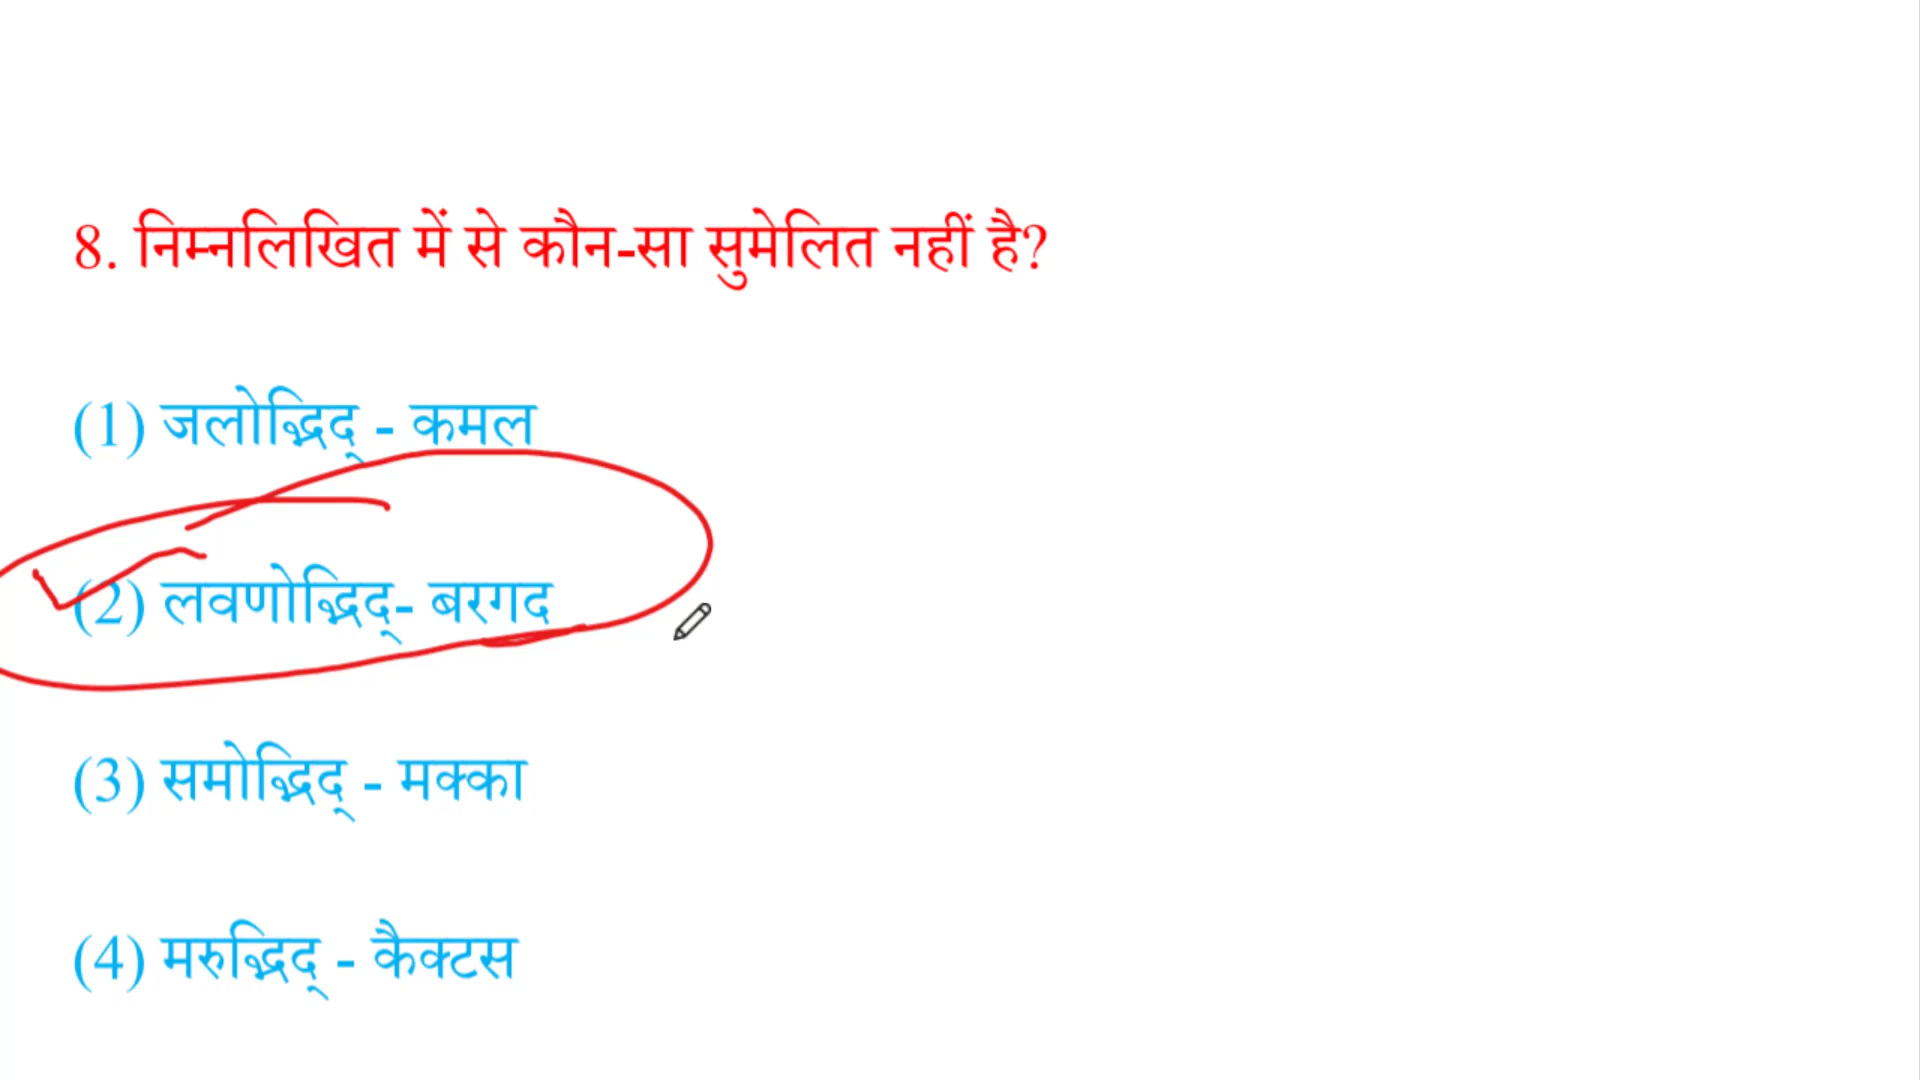 8. निम्नलिखित में से कौन-सा सुमेलित नहीं है?
(1) जलोद्भिद् - कमल
(2) लवणोद्भिद्- बरगद
(3) समोद्भिद् - मक्का
(4) मरुद्भिद् - कैक्टस